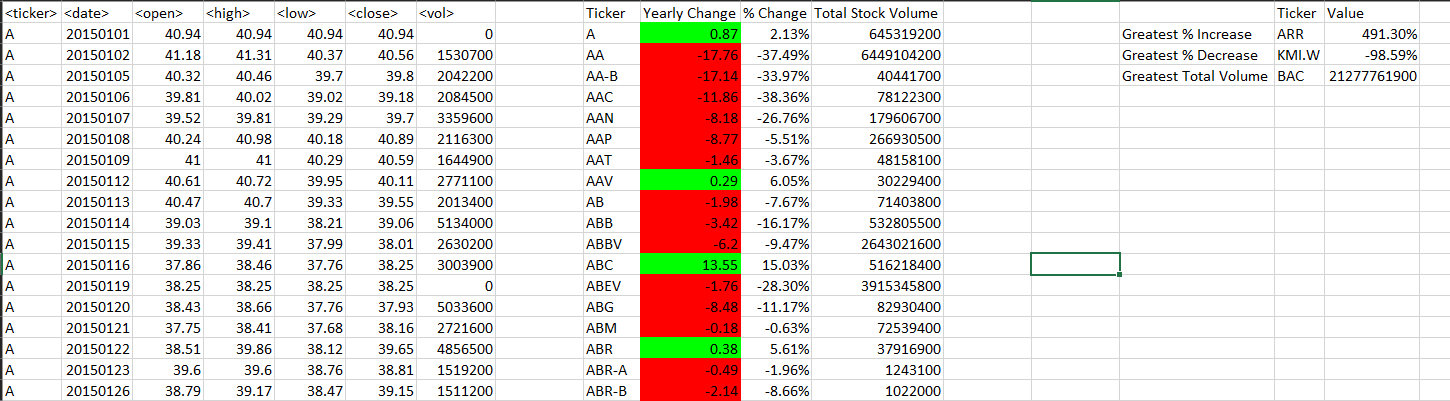 <ticker> <date> <open> <high> <low> <close> <vol> Ticker Yearly Change % Change Total Stock Volume Ticker Value
A 20150101 40.94 40.94 40.94 40.94 0 A 0.87 2.13% 645319200 Greatest % Increase ARR 491.30%
A 20150102 41.18 41.31 40.37 40.56 1530700 AA -17.76 -37.49% 6449104200 Greatest % Decrease KMI.W -98.59%
A 20150105 40.32 40.46 39.7 39.8 2042200 AA-B -17.14 -33.97% 40441700 Greatest Total Volume BAC 21277761900
A 20150106 39.81 40.02 39.02 39.18 2084500 AAC -11.86 -38.36% 78122300
A 20150107 39.52 39.81 39.29 39.7 3359600 AAN -8.18 -26.76% 179606700
A 20150108 40.24 40.98 40.18 40.89 2116300 AAP -8.77 -5.51% 266930500
A 20150109 41 41 40.29 40.59 1644900 AAT -1.46 -3.67% 48158100
A 20150112 40.61 40.72 39.95 40.11 2771100 AAV 0.29 6.05% 30229400
A 20150113 40.47 40.7 39.33 39.55 2013400 AB -1.98 -7.67% 71403800
A 20150114 39.03 39.1 38.21 39.06 5134000 ABB -3.42 -16.17% 532805500
A 20150115 39.33 39.41 37.99 38.01 2630200 ABBV -6.2 -9.47% 2643021600
A 20150116 37.86 38.46 37.76 38.25 3003900 ABC 13.55 15.03% 516218400
A 20150119 38.25 38.25 38.25 38.25 0 ABEV -1.76 -28.30% 3915345800
A 20150120 38.43 38.66 37.76 37.93 5033600 ABG -8.48 -11.17% 82930400
A 20150121 37.75 38.41 37.68 38.16 2721600 ABM -0.18 -0.63% 72539400
A 20150122 38.51 39.86 38.12 39.65 4856500 ABR 0.38 5.61% 37916900
A 20150123 39.6 39.6 38.76 38.81 1519200 ABR-A -0.49 -1.96% 1243100
A 20150126 38.79 39.17 38.47 39.15 1511200 ABR-B -2.14 -8.66% 1022000